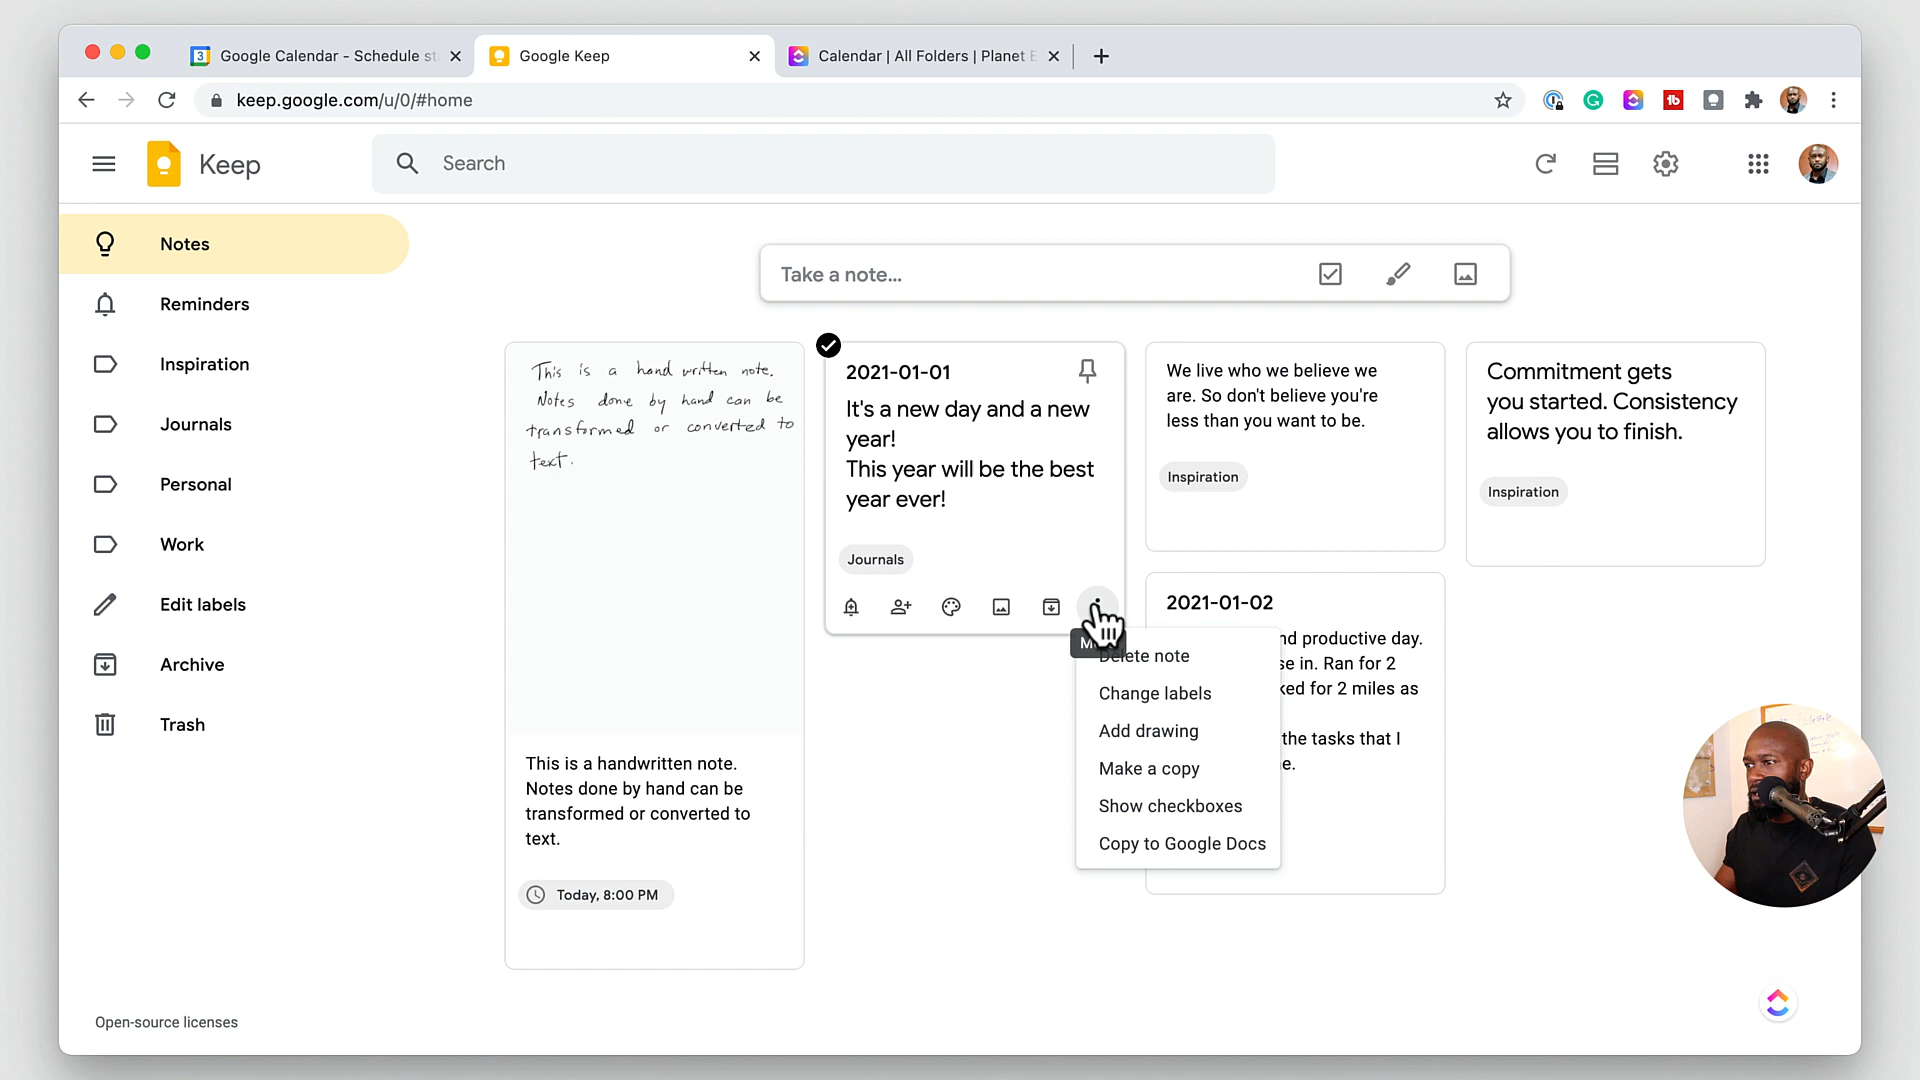 Google Calendar - Schedule st
Google Keep
Calendar | All Folders | Planet E
keep.google.com/u/0/#home
Keep
Search
Notes
Reminders
Inspiration
Journals
Personal
Work
Edit labels
Archive
Trash
Open-source licenses
Take a note...
This is a hand written note.
Notes done by hand can be
transformed or converted to
text.
This is a handwritten note.
Notes done by hand can be
transformed or converted to
text.
Today, 8:00 PM
2021-01-01
It's a new day and a new
year!
This year will be the best
year ever!
Journals
Delete note
Change labels
Add drawing
Make a copy
Show checkboxes
Copy to Google Docs
We live who we believe we
are. So don't believe you're
less than you want to be.
Inspiration
2021-01-02
nd productive day.
se in. Ran for 2
ked for 2 miles as
the tasks that I
e.
Commitment gets
you started. Consistency
allows you to finish.
Inspiration